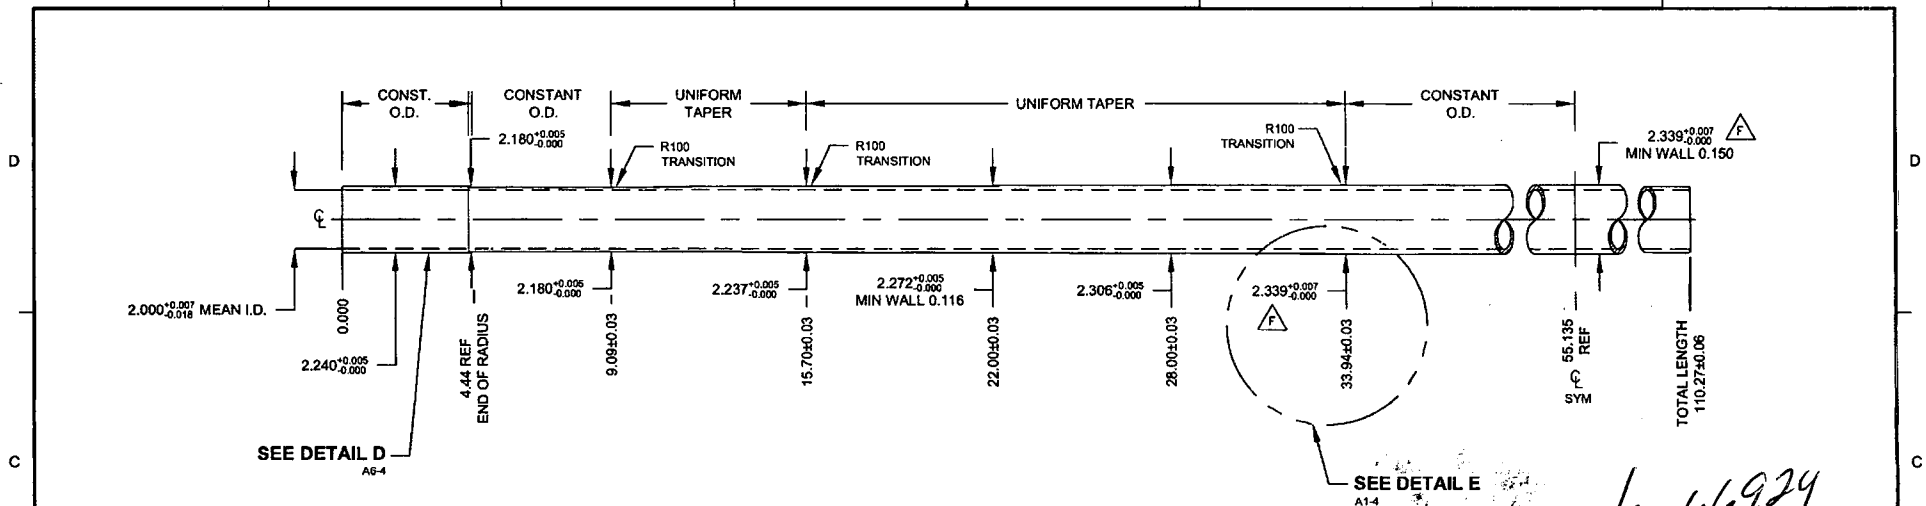 CONST.
O.D.
CONSTANT
O.D.
UNIFORM
TAPER
UNIFORM TAPER
CONSTANT
O.D.
2.180 +0.005 -0.000
R100
TRANSITION
R100
TRANSITION
R100
TRANSITION
2.339 +0.007 -0.000
F
MIN WALL 0.150
D
D
℄
2.000 +0.007 -0.018 MEAN I.D.
0.000
2.240 +0.005 -0.000
4.44 REF
END OF RADIUS
2.180 +0.005 -0.000
9.09±0.03
2.237 +0.005 -0.000
15.70±0.03
2.272 +0.005 -0.000
MIN WALL 0.116
22.00±0.03
2.306 +0.005 -0.000
28.00±0.03
2.339 +0.007 -0.000
F
33.94±0.03
55.135
REF
℄
SYM
TOTAL LENGTH
110.27±0.06
SEE DETAIL D
A6-4
SEE DETAIL E
A1-4
C
C